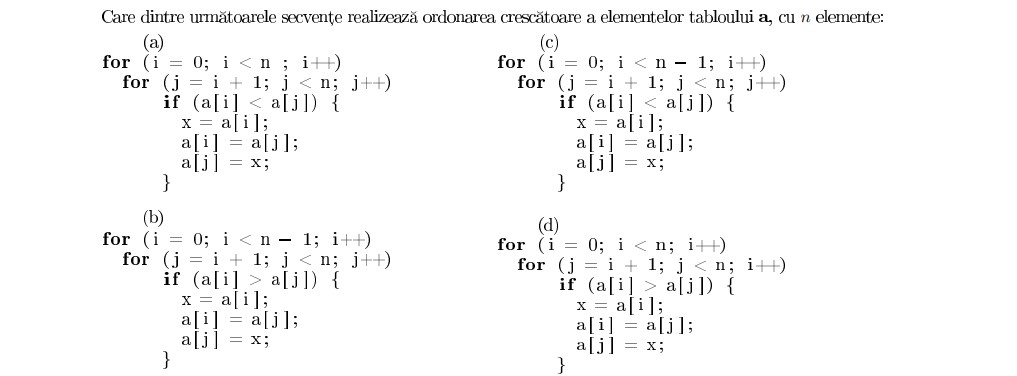 Care dintre următoarele secvențe realizează ordonarea crescătoare a elementelor tabloului a, cu n elemente:
(a)
for (i = 0; i < n ; i++)
for (j = i + 1; j < n; j++)
if (a[i] < a[j]) {
x = a[i];
a[i] = a[j];
a[j] = x;
}
(b)
for (i = 0; i < n - 1; i++)
for (j = i + 1; j < n; j++)
if (a[i] > a[j]) {
x = a[i];
a[i] = a[j];
a[j] = x;
}
(c)
for (i = 0; i < n - 1; i++)
for (j = i + 1; j < n; j++)
if (a[i] < a[j]) {
x = a[i];
a[i] = a[j];
a[j] = x;
}
(d)
for (i = 0; i < n; i++)
for (j = i + 1; j < n; i++)
if (a[i] > a[j]) {
x = a[i];
a[i] = a[j];
a[j] = x;
}